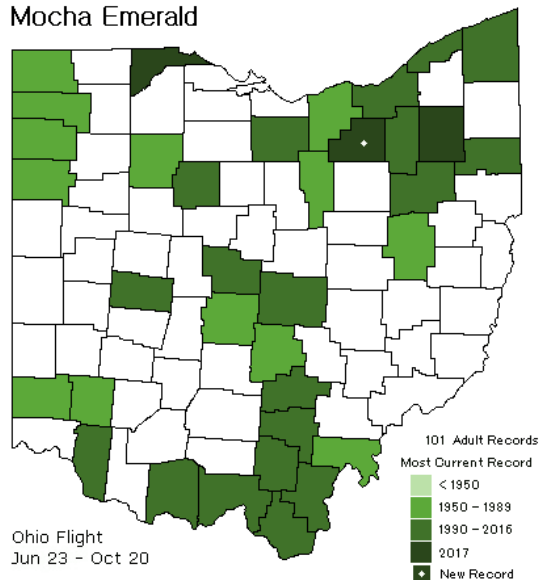 Mocha Emerald
101 Adult Records
Most Current Record
< 1950
1950 - 1989
1990 - 2016
2017
New Record
Ohio Flight
Jun 23 - Oct 20